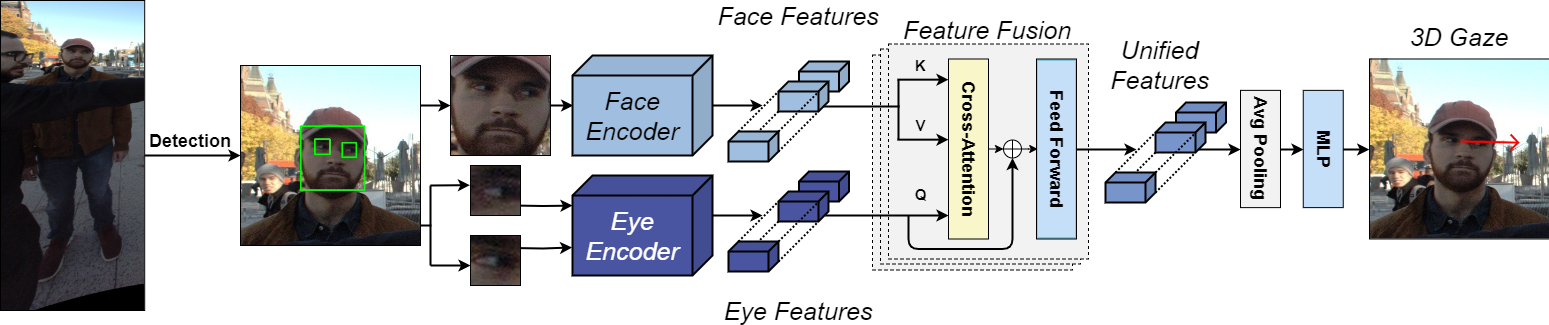 Face Features
Feature Fusion
Unified
Features
3D Gaze
Detection
Face
Encoder
K
V
Q
Cross-Attention
Feed Forward
Avg Pooling
MLP
Eye
Encoder
Eye Features